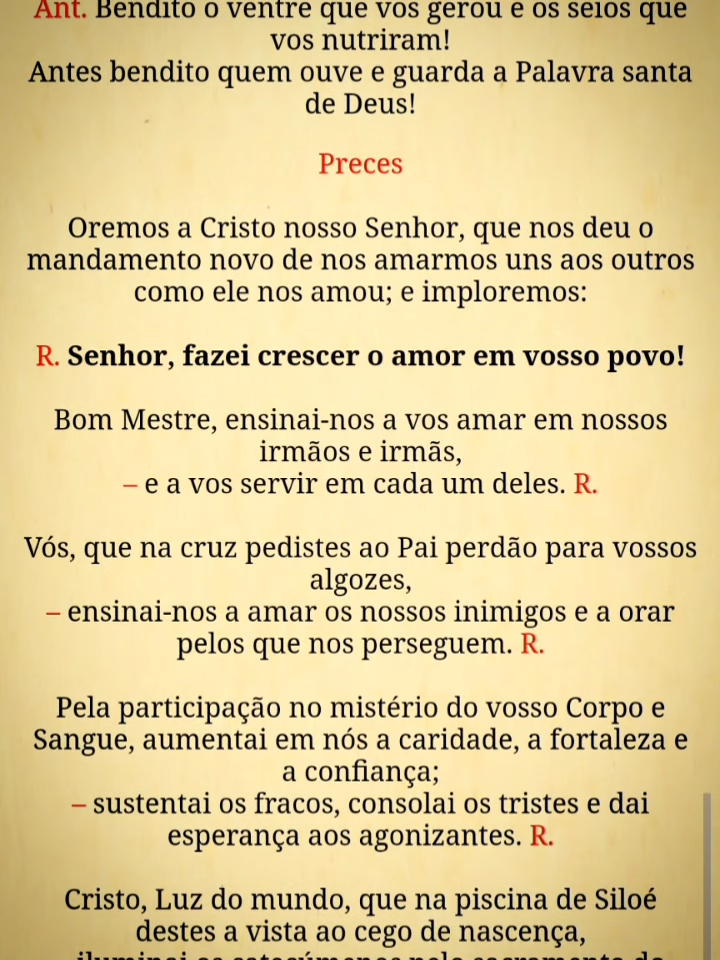 Ant. Bendito o ventre que vos gerou e os seios que
vos nutriram!
Antes bendito quem ouve e guarda a Palavra santa
de Deus!
Preces
Oremos a Cristo nosso Senhor, que nos deu o
mandamento novo de nos amarmos uns aos outros
como ele nos amou; e imploremos:
R. Senhor, fazei crescer o amor em vosso povo!
Bom Mestre, ensinai-nos a vos amar em nossos
irmãos e irmãs,
– e a vos servir em cada um deles. R.
Vós, que na cruz pedistes ao Pai perdão para vossos
algozes,
– ensinai-nos a amar os nossos inimigos e a orar
pelos que nos perseguem. R.
Pela participação no mistério do vosso Corpo e
Sangue, aumentai em nós a caridade, a fortaleza e
a confiança;
– sustentai os fracos, consolai os tristes e dai
esperança aos agonizantes. R.
Cristo, Luz do mundo, que na piscina de Siloé
destes a vista ao cego de nascença,